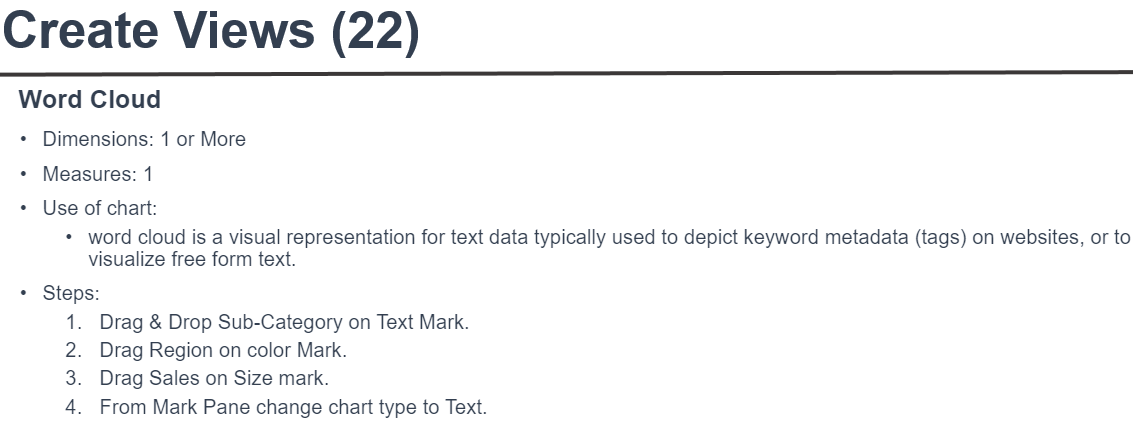 Create Views (22)
Word Cloud
• Dimensions: 1 or More
• Measures: 1
• Use of chart:
• word cloud is a visual representation for text data typically used to depict keyword metadata (tags) on websites, or to
visualize free form text.
• Steps:
1. Drag & Drop Sub-Category on Text Mark.
2. Drag Region on color Mark.
3. Drag Sales on Size mark.
4. From Mark Pane change chart type to Text.